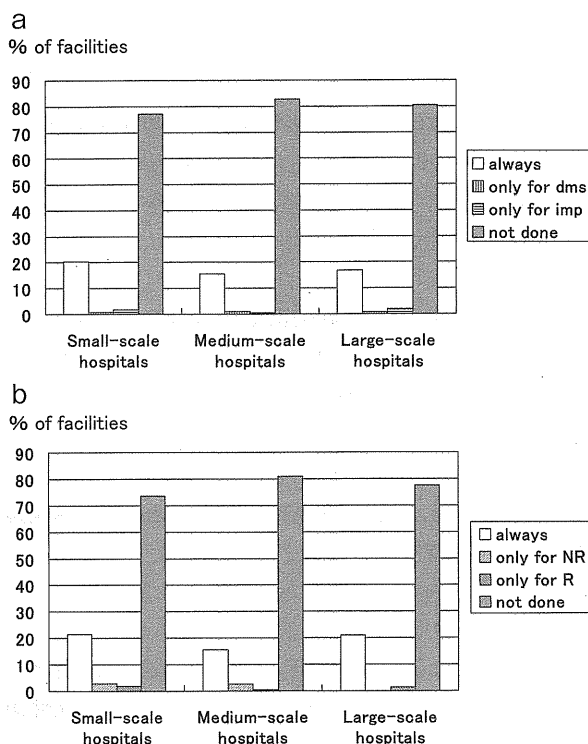 a
% of facilities
90
80
70
60
50
40
30
20
10
0
always
only for dms
only for imp
not done
Small-scale hospitals
Medium-scale hospitals
Large-scale hospitals
b
% of facilities
90
80
70
60
50
40
30
20
10
0
always
only for NR
only for R
not done
Small-scale hospitals
Medium-scale hospitals
Large-scale hospitals